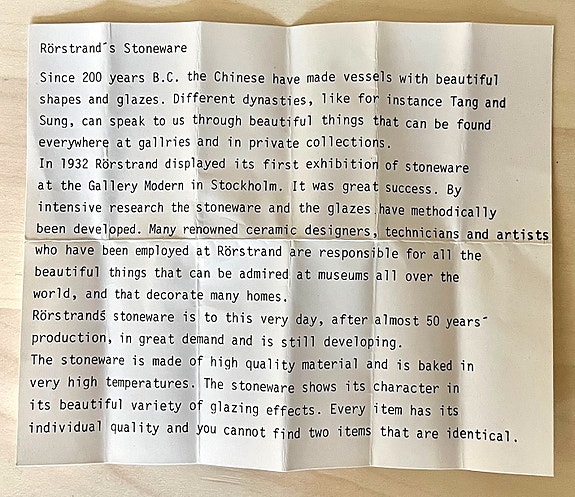 Rörstrand´s Stoneware
Since 200 years B.C. the Chinese have made vessels with beautiful
shapes and glazes. Different dynasties, like for instance Tang and
Sung, can speak to us through beautiful things that can be found
everywhere at gallries and in private collections.
In 1932 Rörstrand displayed its first exhibition of stoneware
at the Gallery Modern in Stockholm. It was great success. By
intensive research the stoneware and the glazes have methodically
been developed. Many renowned ceramic designers, technicians and artists
who have been employed at Rörstrand are responsible for all the
beautiful things that can be admired at museums all over the
world, and that decorate many homes.
Rörstrand´s stoneware is to this very day, after almost 50 years´
production, in great demand and is still developing.
The stoneware is made of high quality material and is baked in
very high temperatures. The stoneware shows its character in
its beautiful variety of glazing effects. Every item has its
individual quality and you cannot find two items that are identical.